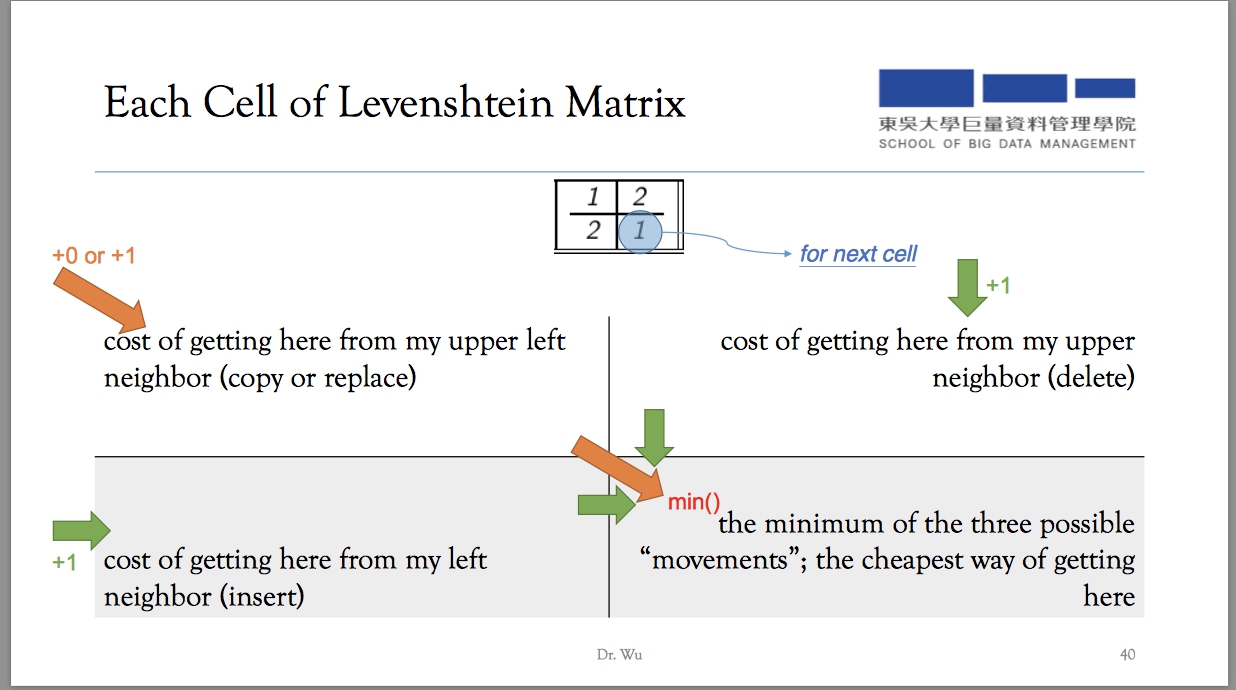 Each Cell of Levenshtein Matrix
東吳大學巨量資料管理學院
SCHOOL OF BIG DATA MANAGEMENT
1 2
2 1
for next cell
+0 or +1
cost of getting here from my upper left
neighbor (copy or replace)
+1
cost of getting here from my upper
neighbor (delete)
+1
cost of getting here from my left
neighbor (insert)
min()
the minimum of the three possible
“movements”; the cheapest way of getting
here
Dr. Wu
40